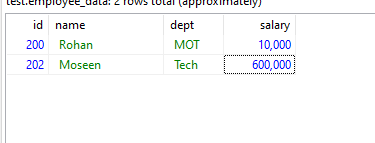 test.employee_data: 2 rows total (approximately)
id name dept salary
200 Rohan MOT 10,000
202 Moseen Tech 600,000